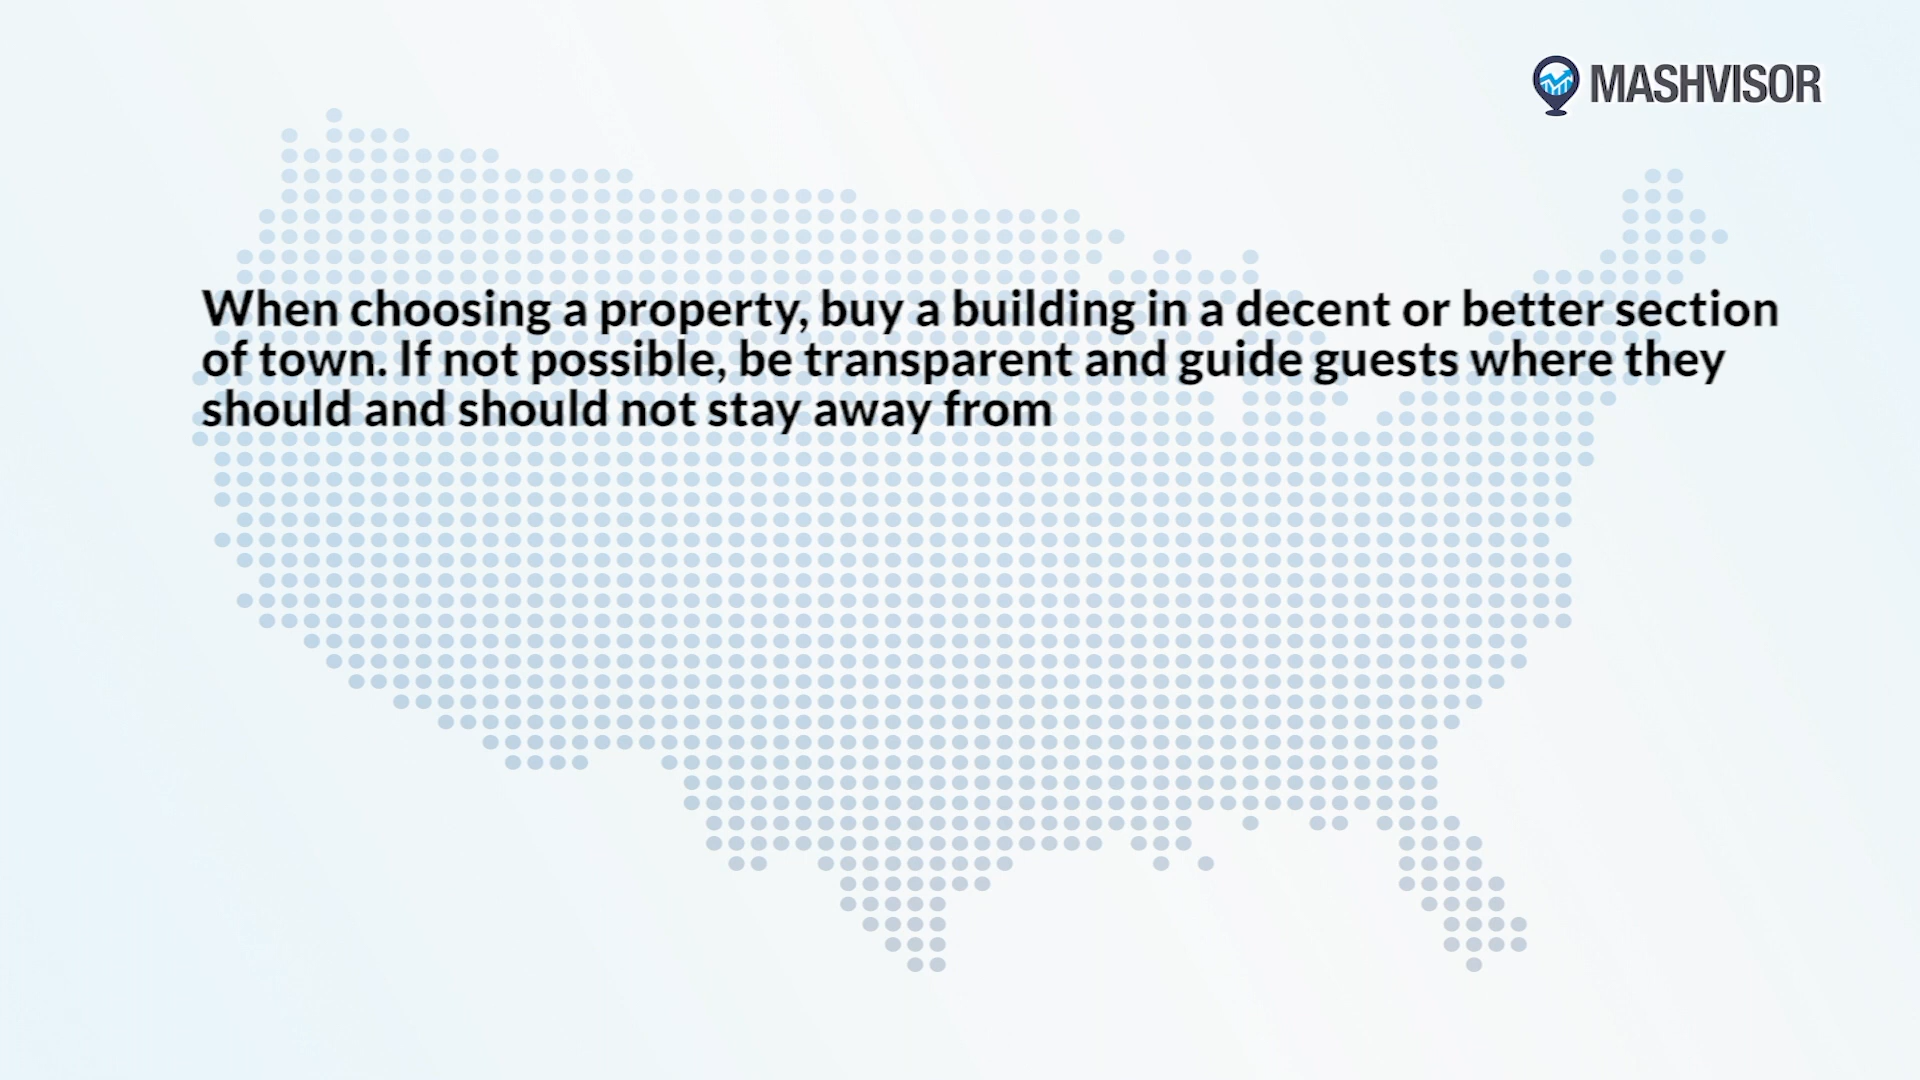 MASHVISOR
When choosing a property, buy a building in a decent or better section
of town. If not possible, be transparent and guide guests where they
should and should not stay away from